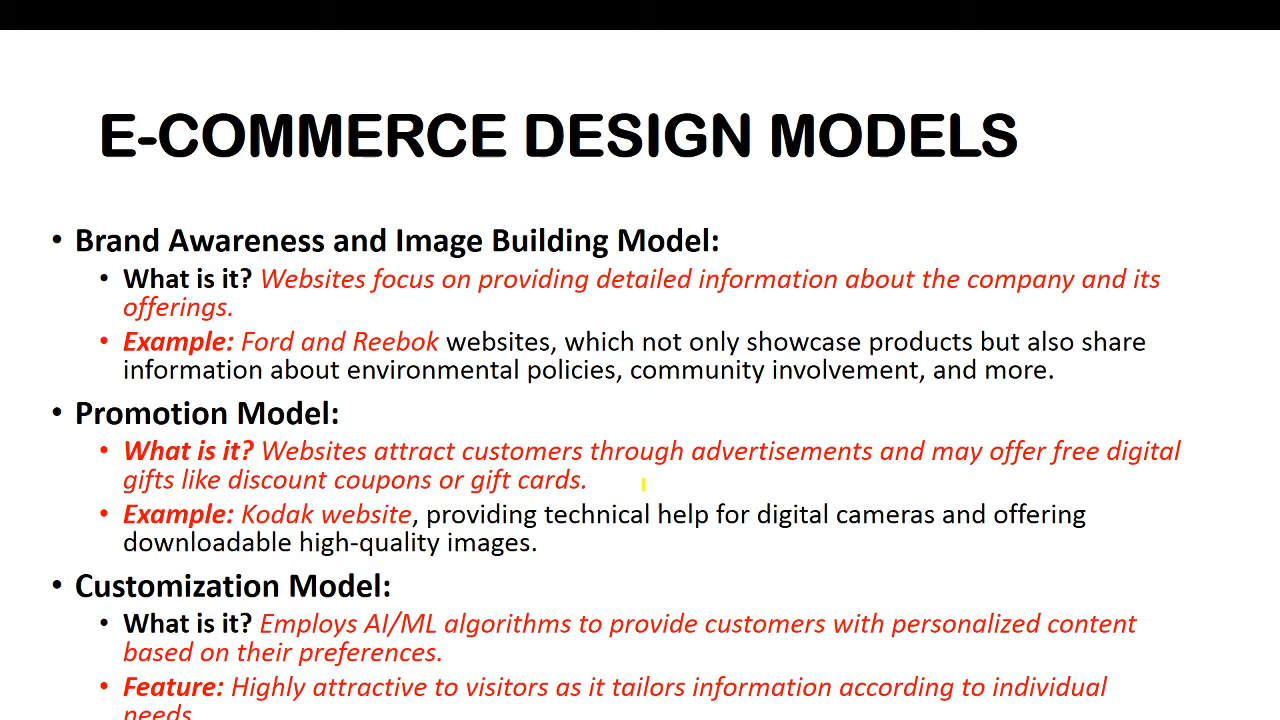 E-COMMERCE DESIGN MODELS
• Brand Awareness and Image Building Model:
• What is it? Websites focus on providing detailed information about the company and its
offerings.
• Example: Ford and Reebok websites, which not only showcase products but also share
information about environmental policies, community involvement, and more.
• Promotion Model:
• What is it? Websites attract customers through advertisements and may offer free digital
gifts like discount coupons or gift cards.
• Example: Kodak website, providing technical help for digital cameras and offering
downloadable high-quality images.
• Customization Model:
• What is it? Employs AI/ML algorithms to provide customers with personalized content
based on their preferences.
• Feature: Highly attractive to visitors as it tailors information according to individual
needs.